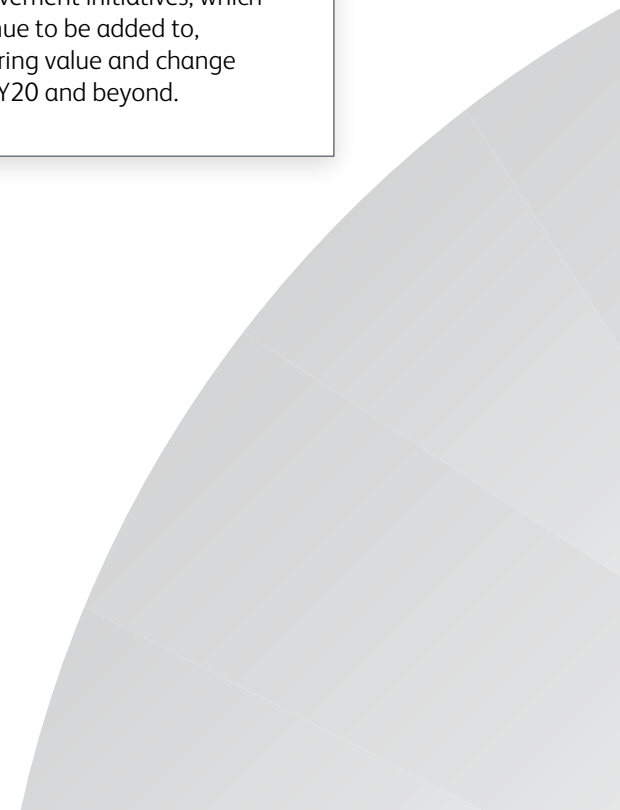 vement initiatives, which
ue to be added to,
ring value and change
Y20 and beyond.